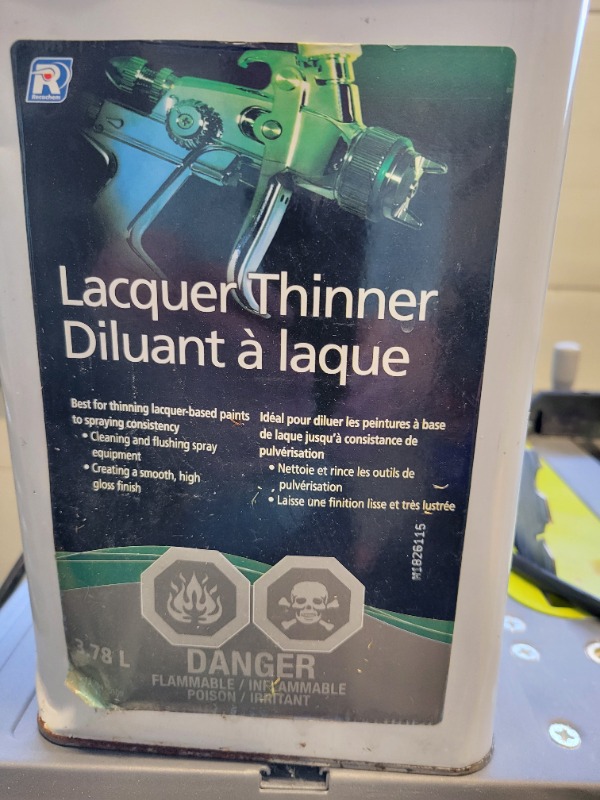 R
Recochem
Lacquer Thinner
Diluant à laque
Best for thinning lacquer-based paints
to spraying consistency
• Cleaning and flushing spray
equipment
• Creating a smooth, high
gloss finish
Idéal pour diluer les peintures à base
de laque jusqu'à consistance de
pulvérisation
• Nettoie et rince les outils de
pulvérisation
• Laisse une finition lisse et très lustrée
M1826115
3.78 L
DANGER
FLAMMABLE / INFLAMMABLE
POISON / IRRITANT